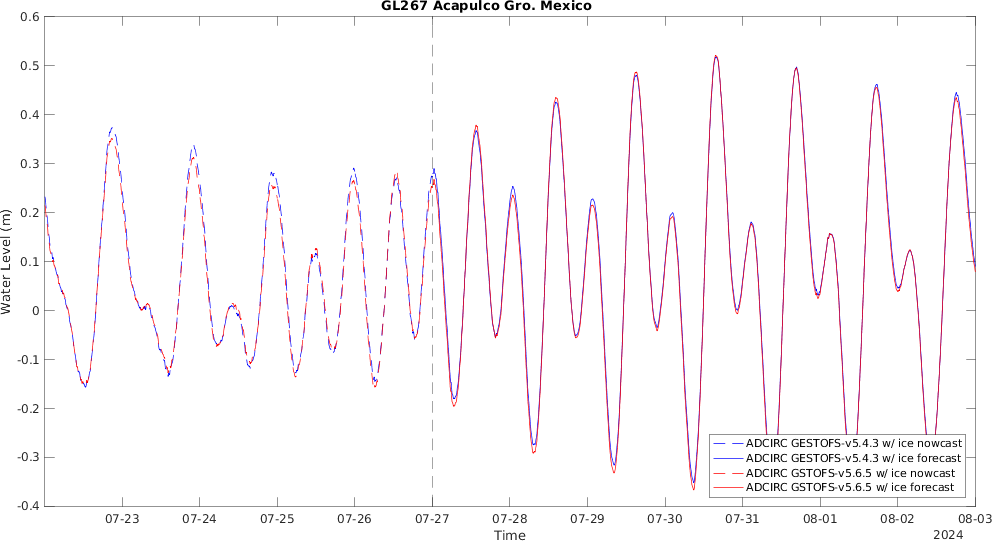 GL267 Acapulco Gro. Mexico
Water Level (m)
0.6
0.5
0.4
0.3
0.2
0.1
0
-0.1
-0.2
-0.3
-0.4
ADCIRC GESTOFS-v5.4.3 w/ ice nowcast
ADCIRC GESTOFS-v5.4.3 w/ ice forecast
ADCIRC GSTOFS-v5.6.5 w/ ice nowcast
ADCIRC GSTOFS-v5.6.5 w/ ice forecast
07-23 07-24 07-25 07-26 07-27 07-28 07-29 07-30 07-31 08-01 08-02 08-03
Time
2024